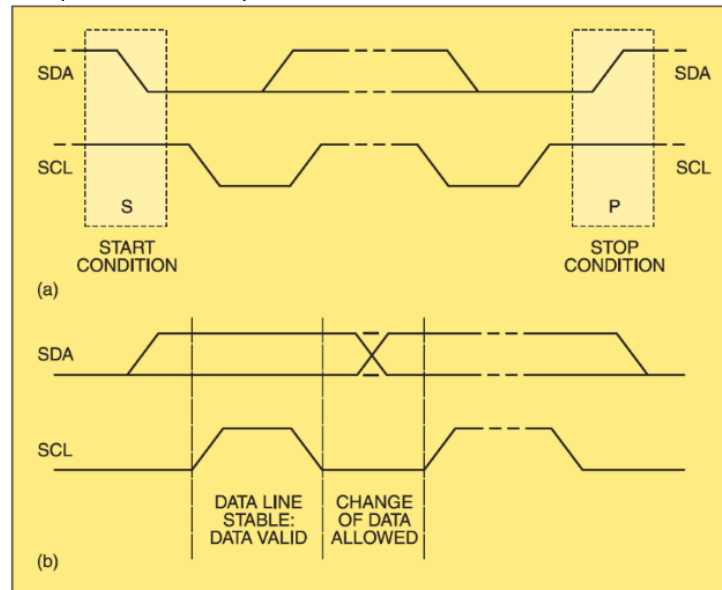 SDA
SDA
SCL
SCL
S
P
START
CONDITION
STOP
CONDITION
(a)
SDA
SCL
DATA LINE
STABLE:
DATA VALID
CHANGE
OF DATA
ALLOWED
(b)